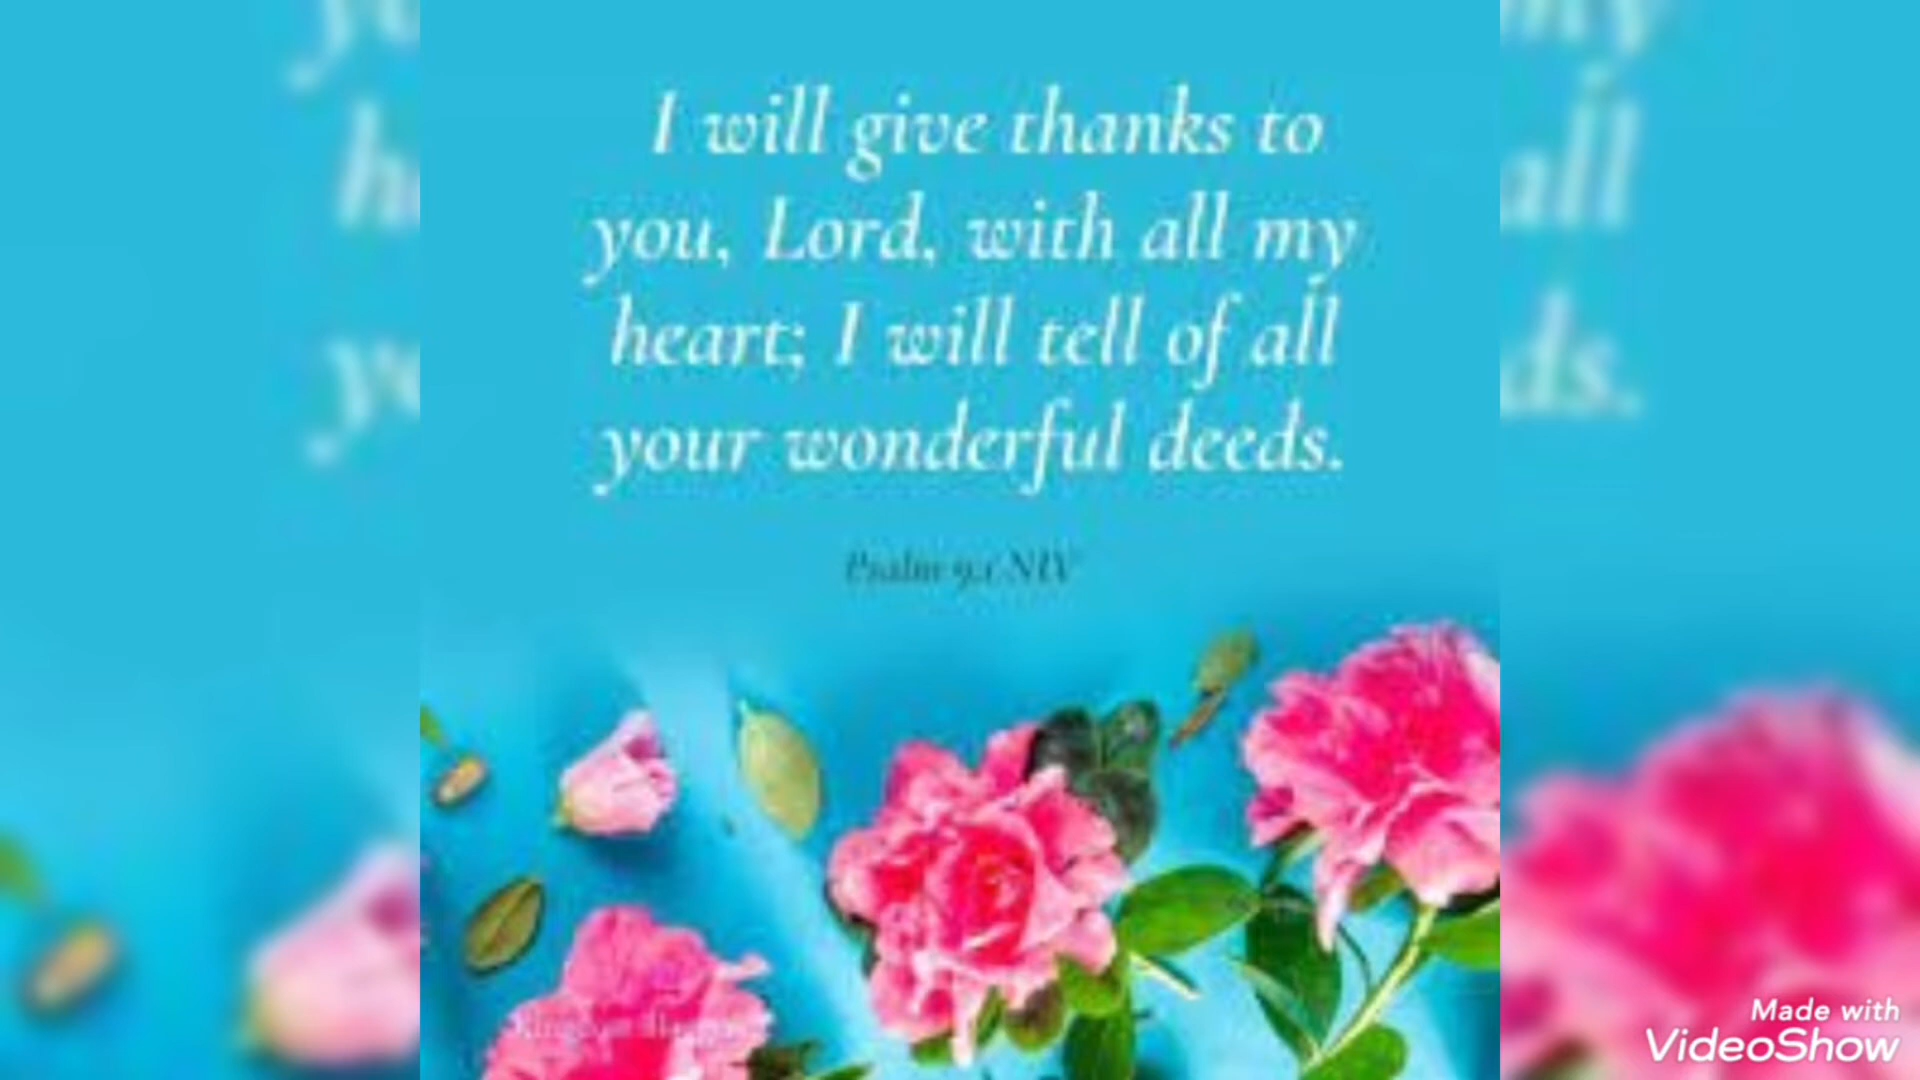 I will give thanks to
you, Lord, with all my
heart; I will tell of all
your wonderful deeds.
Psalm 9:1 NIV
Made with
VideoShow